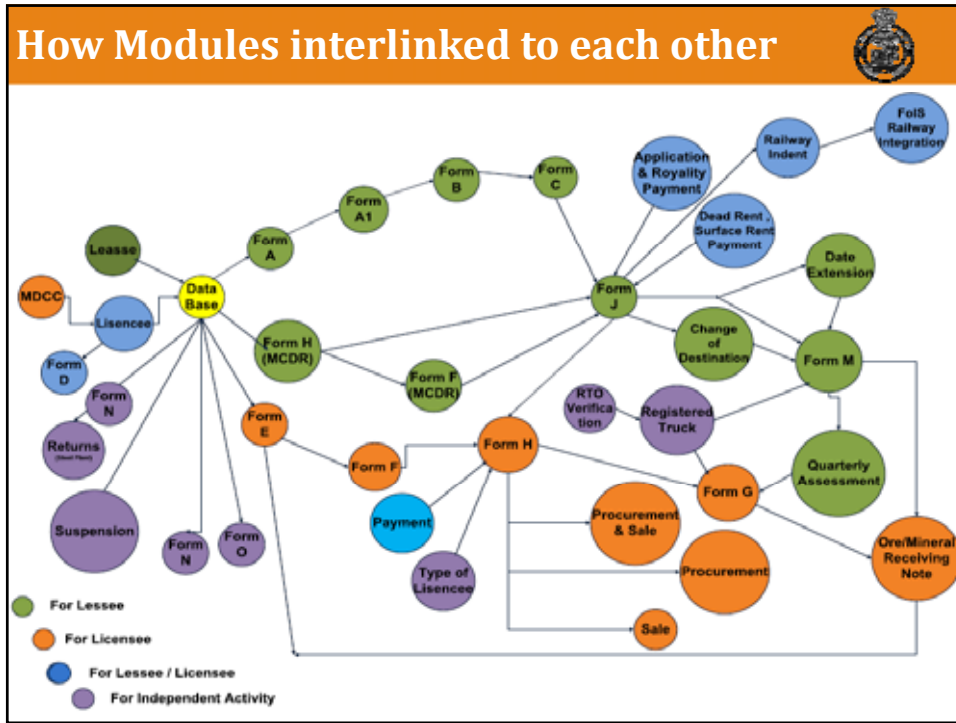 How Modules interlinked to each other
FoIS
Railway
Integration
Railway
Indent
Application
& Royality
Payment
Form
C
Form
B
Form
A1
Form
A
Leasse
Dead Rent ,
Surface Rent
Payment
Date
Extension
MDCC
Data
Base
Form
J
Lisencee
Change
of
Destination
Form H
(MCDR)
Form M
Form
D
Form F
(MCDR)
Form
N
RTO
Verifica
tion
Registered
Truck
Form
E
Returns
(Steel Plant)
Form H
Form F
Quarterly
Assessment
Form G
Payment
Procurement
& Sale
Suspension
Form
N
Form
O
Ore/Mineral
Receiving
Note
Type of
Lisencee
Procurement
Sale
For Lessee
For Licensee
For Lessee / Licensee
For Independent Activity